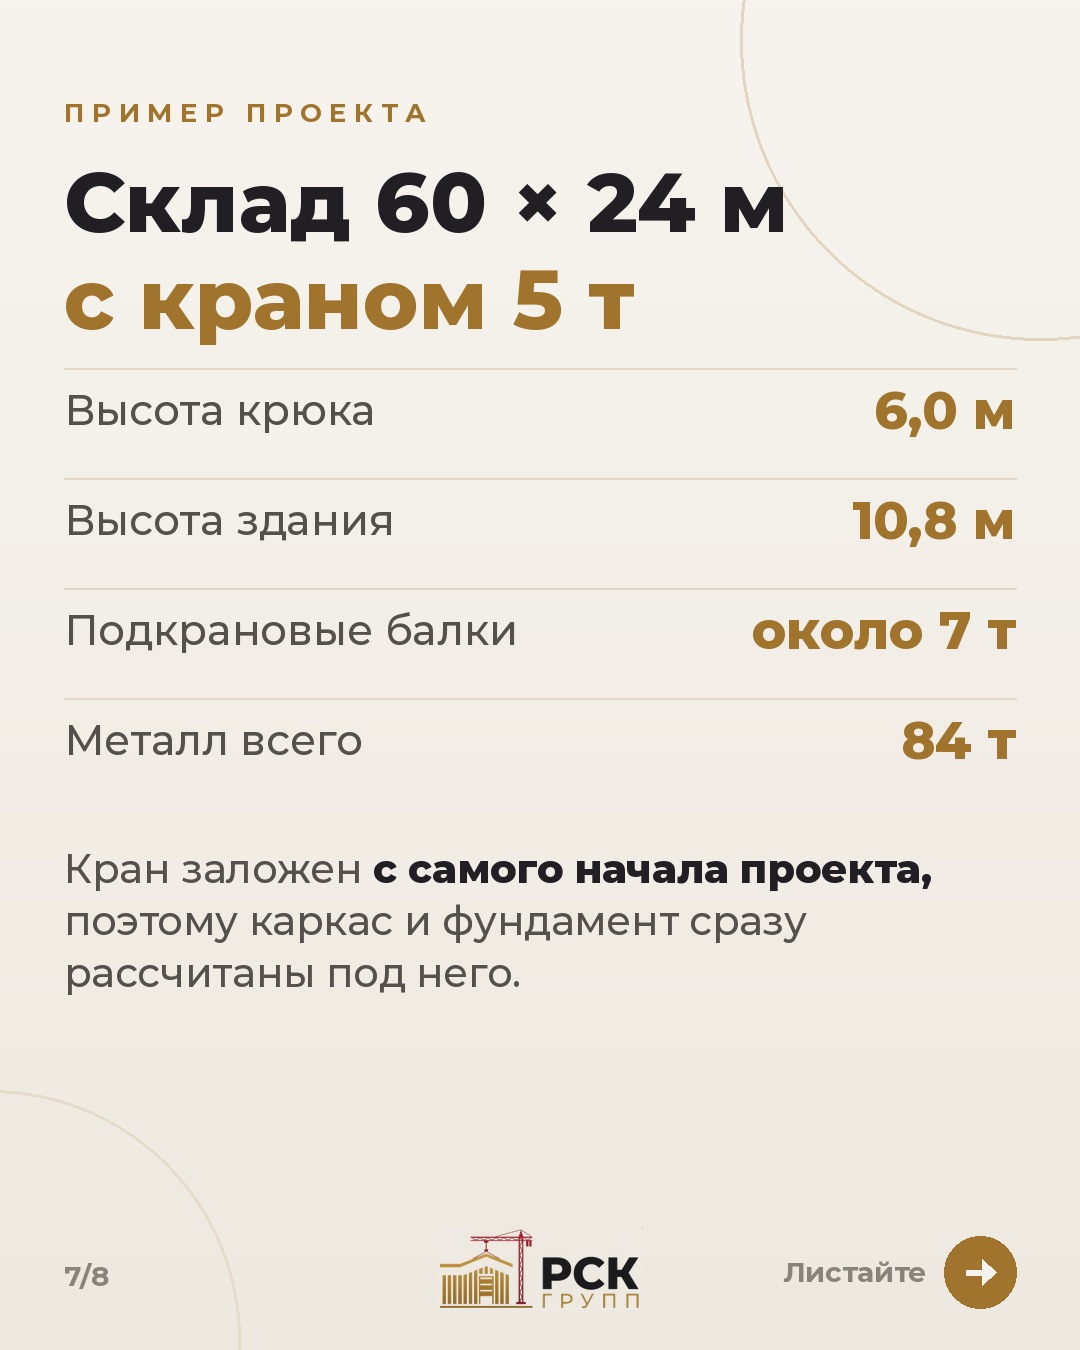 ПРИМЕР ПРОЕКТА
Склад 60 × 24 м
с краном 5 т
Высота крюка 6,0 м
Высота здания 10,8 м
Подкрановые балки около 7 т
Металл всего 84 т
Кран заложен с самого начала проекта,
поэтому каркас и фундамент сразу
рассчитаны под него.
7/8
РСК
ГРУПП
Листайте